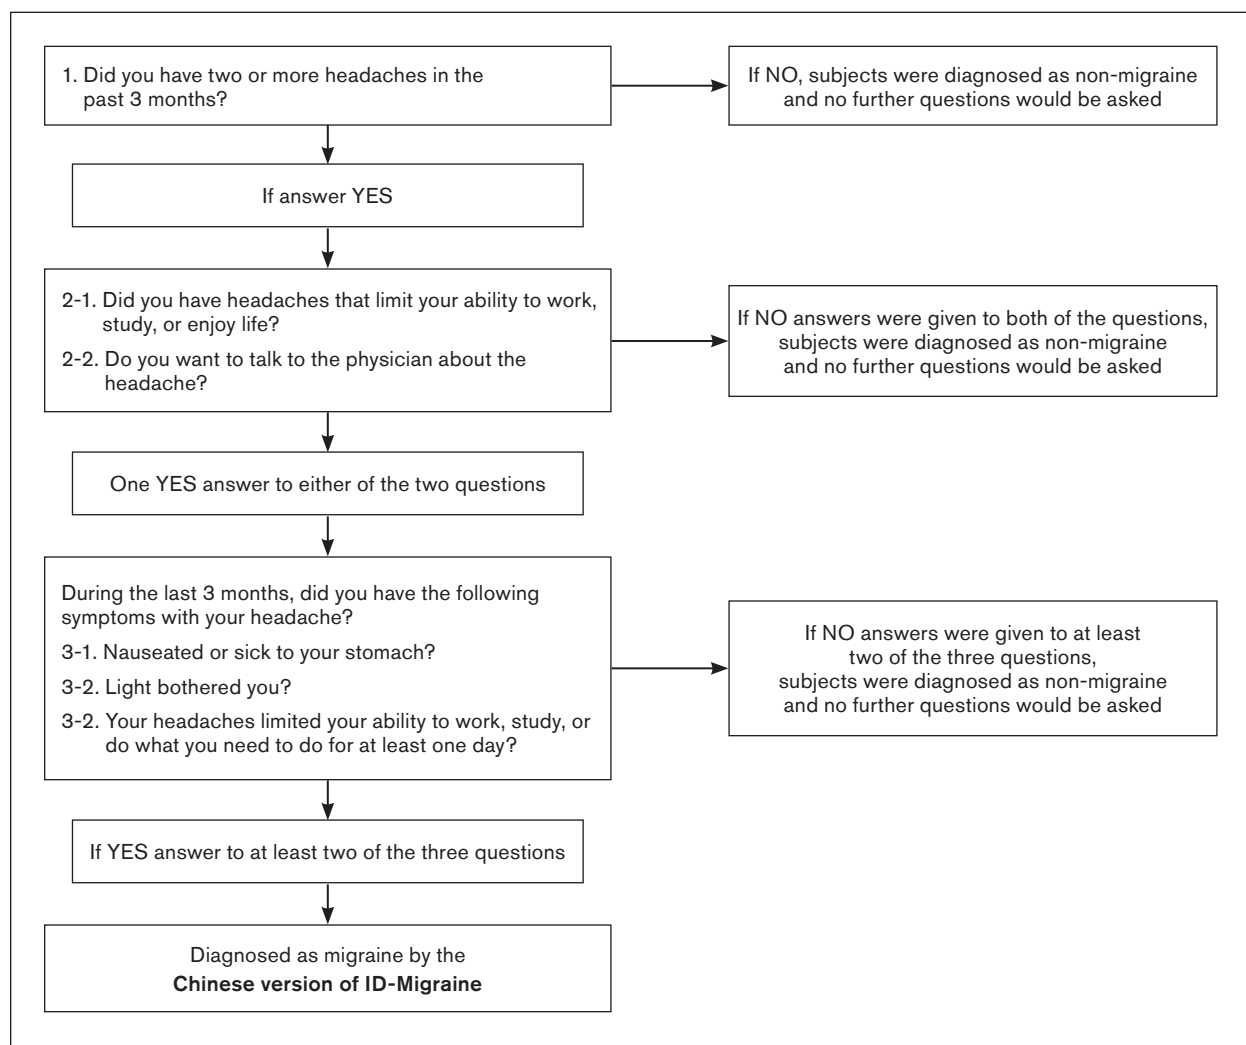 1. Did you have two or more headaches in the
past 3 months?
If NO, subjects were diagnosed as non-migraine
and no further questions would be asked
If answer YES
2-1. Did you have headaches that limit your ability to work,
study, or enjoy life?
2-2. Do you want to talk to the physician about the
headache?
If NO answers were given to both of the questions,
subjects were diagnosed as non-migraine
and no further questions would be asked
One YES answer to either of the two questions
During the last 3 months, did you have the following
symptoms with your headache?
3-1. Nauseated or sick to your stomach?
3-2. Light bothered you?
3-2. Your headaches limited your ability to work, study, or
do what you need to do for at least one day?
If NO answers were given to at least
two of the three questions,
subjects were diagnosed as non-migraine
and no further questions would be asked
If YES answer to at least two of the three questions
Diagnosed as migraine by the
Chinese version of ID-Migraine